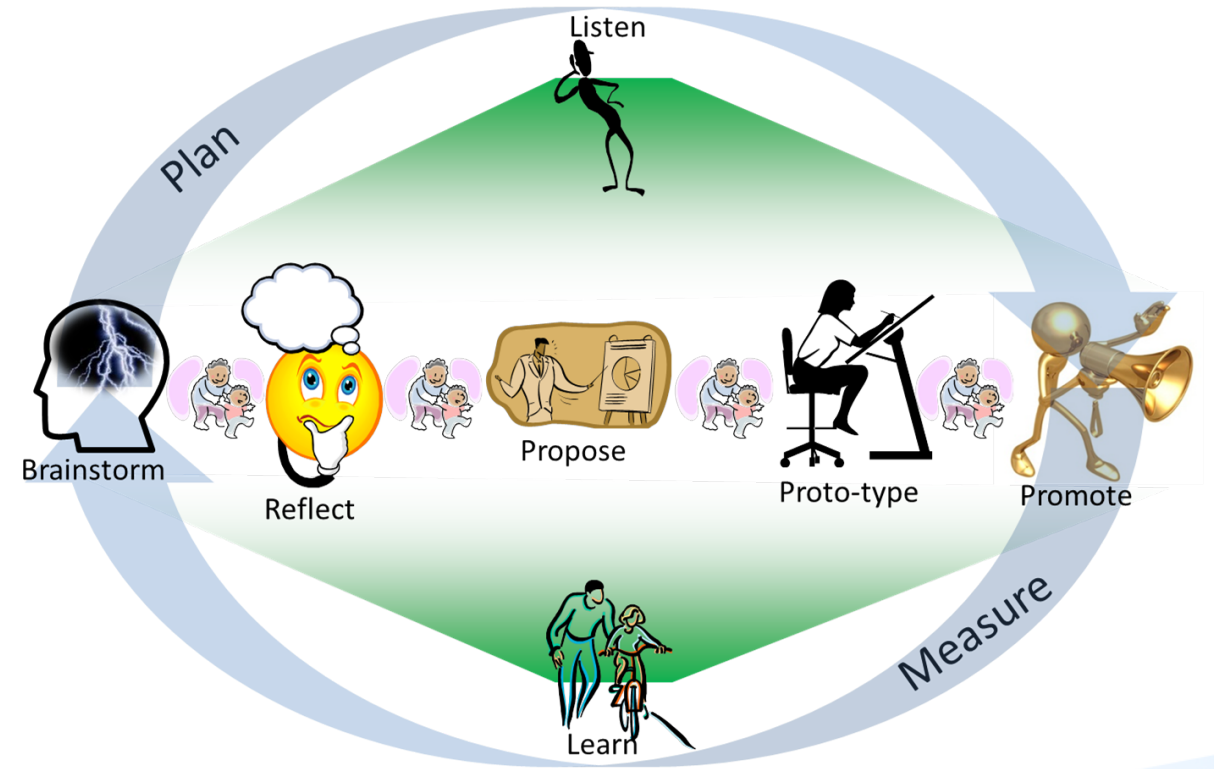 Listen
Plan
Brainstorm
Reflect
Propose
Proto-type
Promote
Measure
Learn